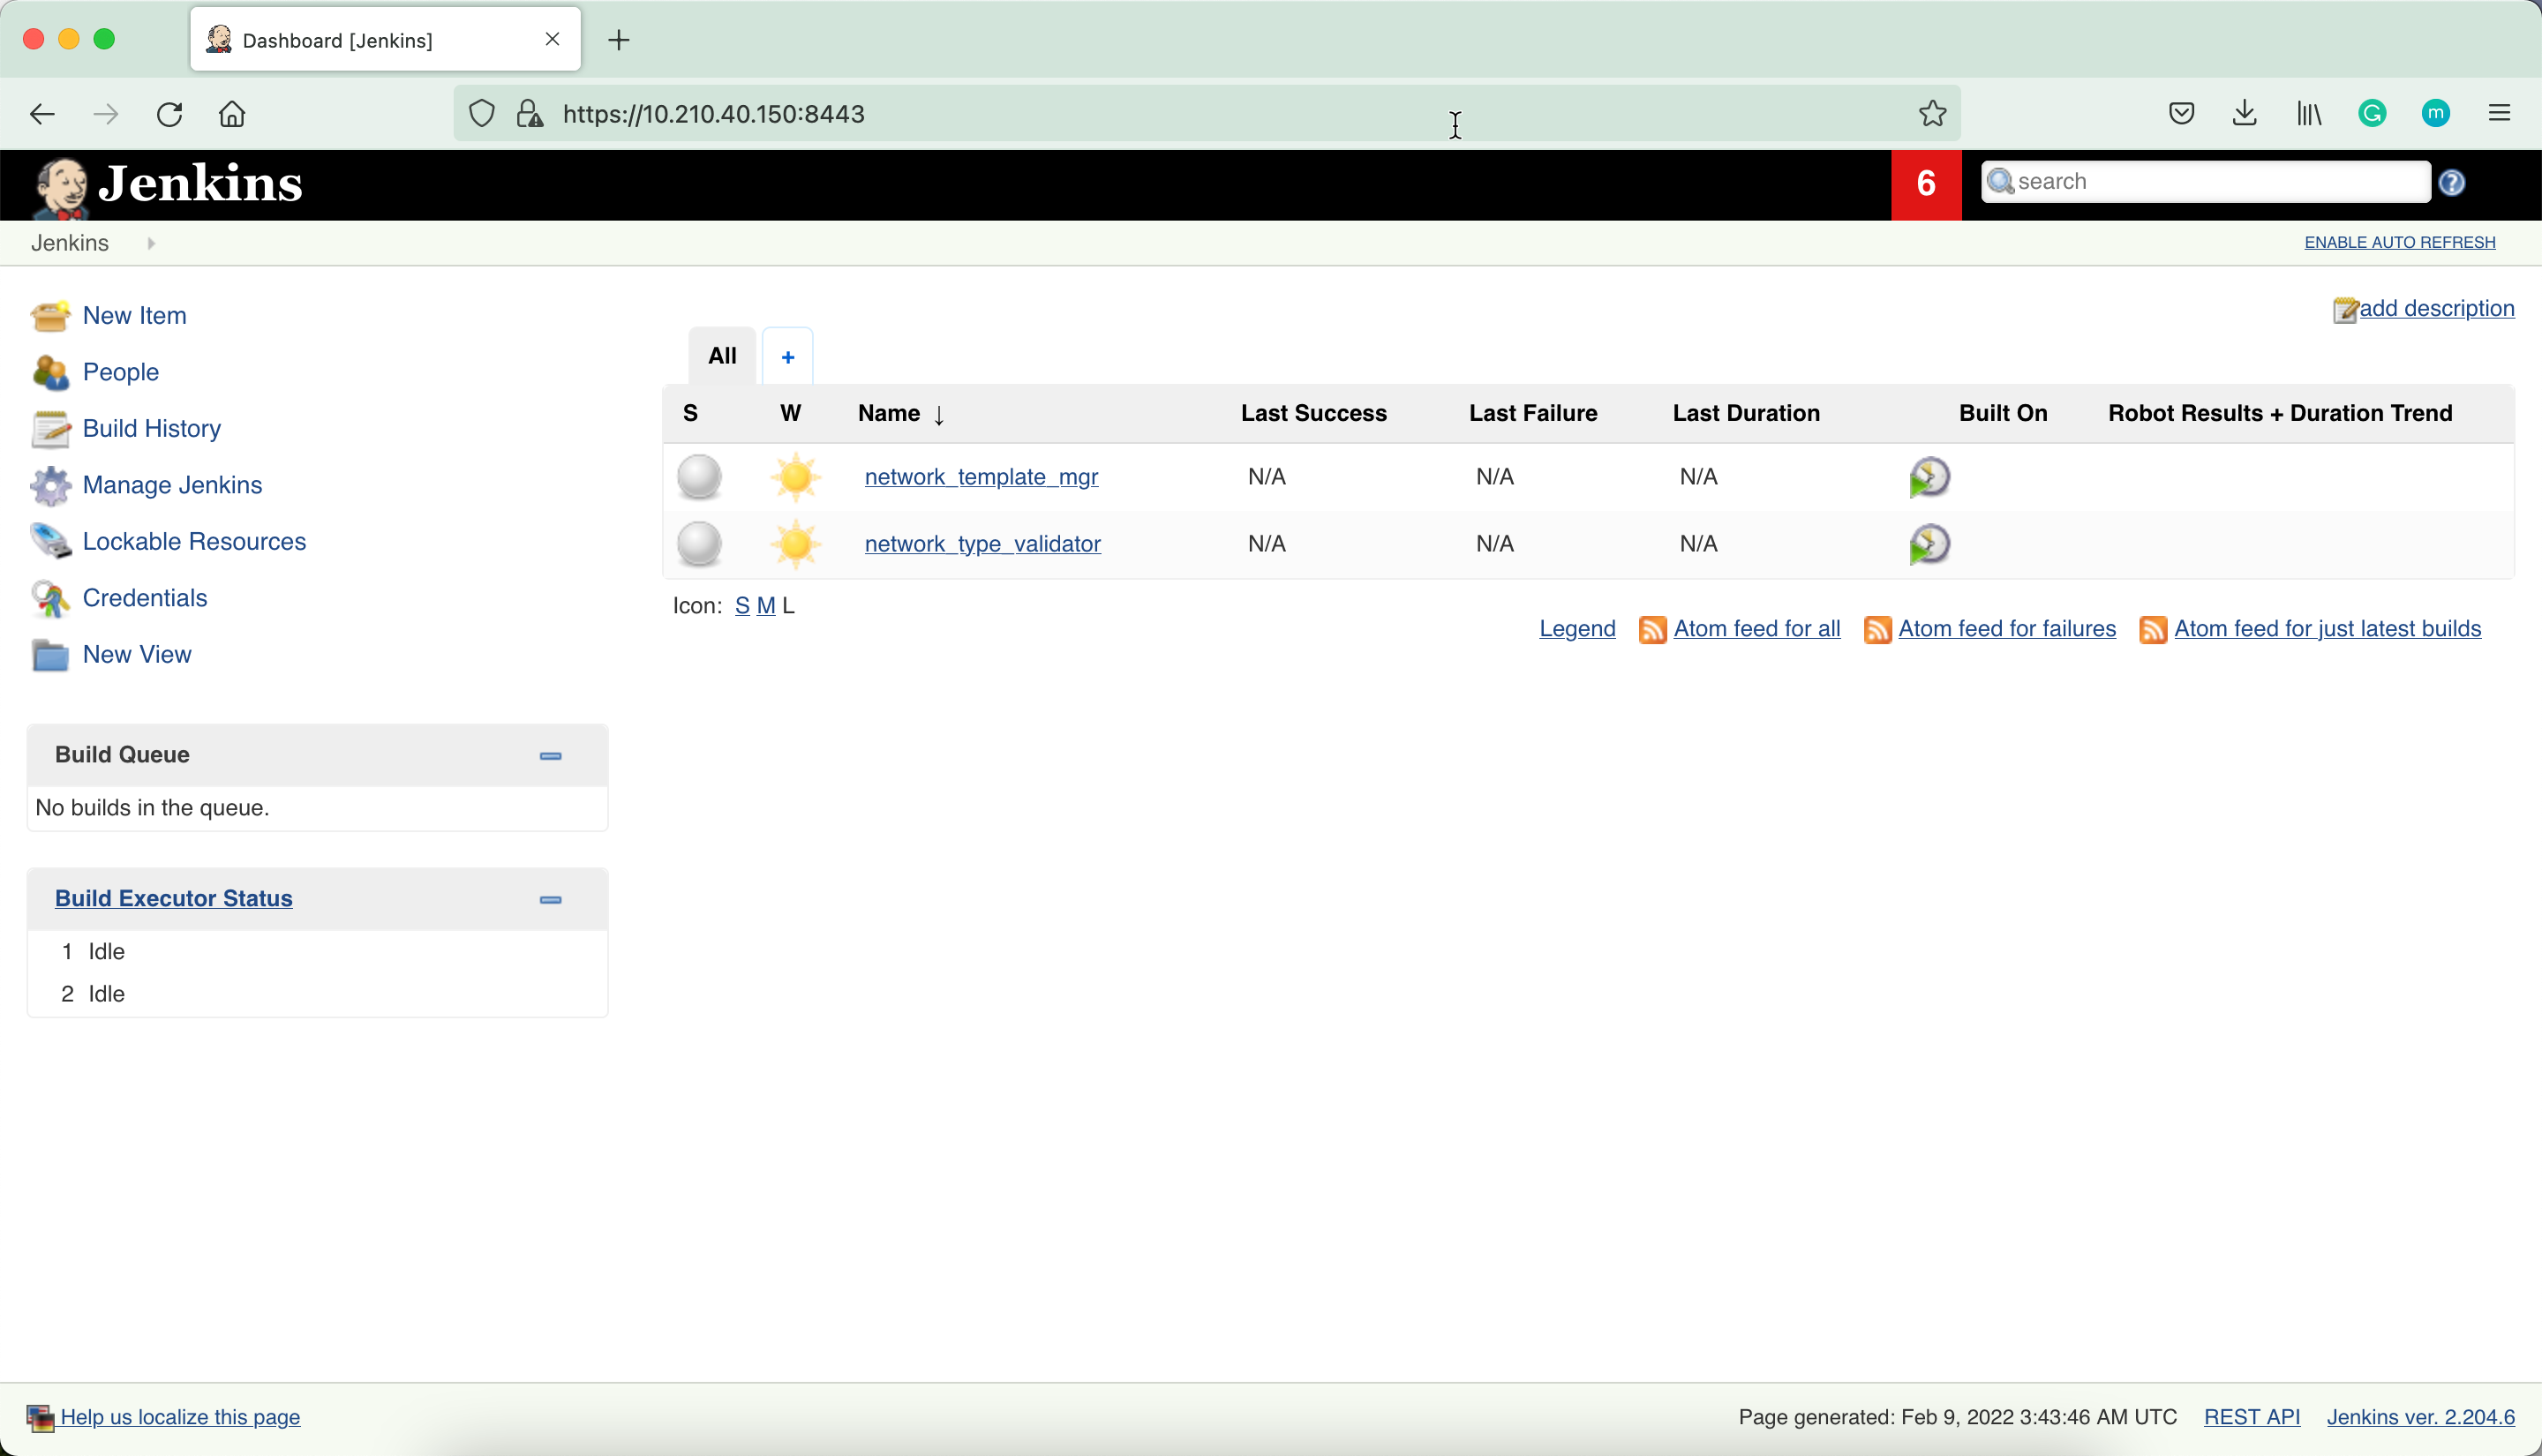 Dashboard [Jenkins]
https://10.210.40.150:8443
m
Jenkins
6
search
Jenkins
ENABLE AUTO REFRESH
New Item
People
Build History
Manage Jenkins
Lockable Resources
Credentials
New View
add description
All +
S W Name ↓ Last Success Last Failure Last Duration Built On Robot Results + Duration Trend
network_template_mgr N/A N/A N/A
network_type_validator N/A N/A N/A
Icon: S M L
Legend Atom feed for all Atom feed for failures Atom feed for just latest builds
Build Queue
No builds in the queue.
Build Executor Status
1 Idle
2 Idle
Help us localize this page
Page generated: Feb 9, 2022 3:43:46 AM UTC REST API Jenkins ver. 2.204.6